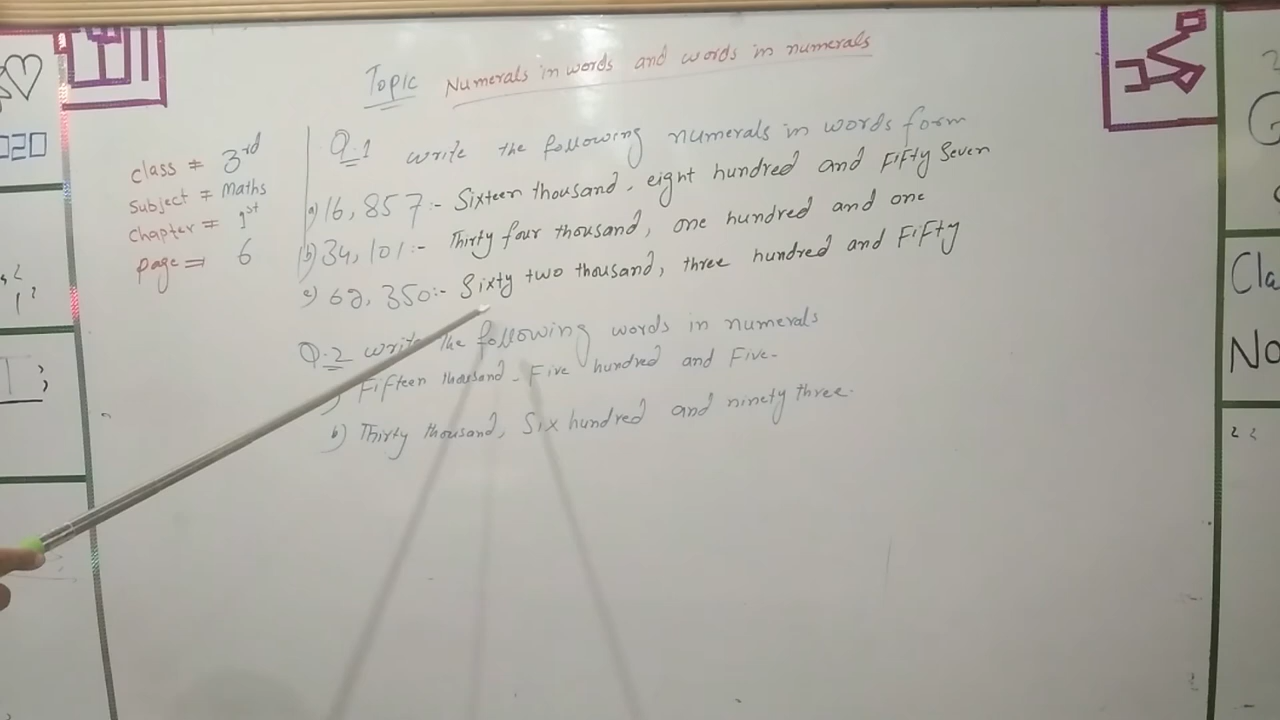 Topic Numerals in words and words in numerals
class = 3rd
Subject = Maths
Chapter = 1st
page = 6
Q.1 write the following numerals in words form
a) 16, 857:- Sixteen thousand, eight hundred and Fifty Seven
b) 34, 101:- Thirty four thousand, one hundred and one
c) 62, 350:- Sixty two thousand, three hundred and Fifty
Q.2 write the following words in numerals
) Fifteen thousand - Five hundred and Five-
b) Thirty thousand, Six hundred and ninety three.
2020
Cla
No